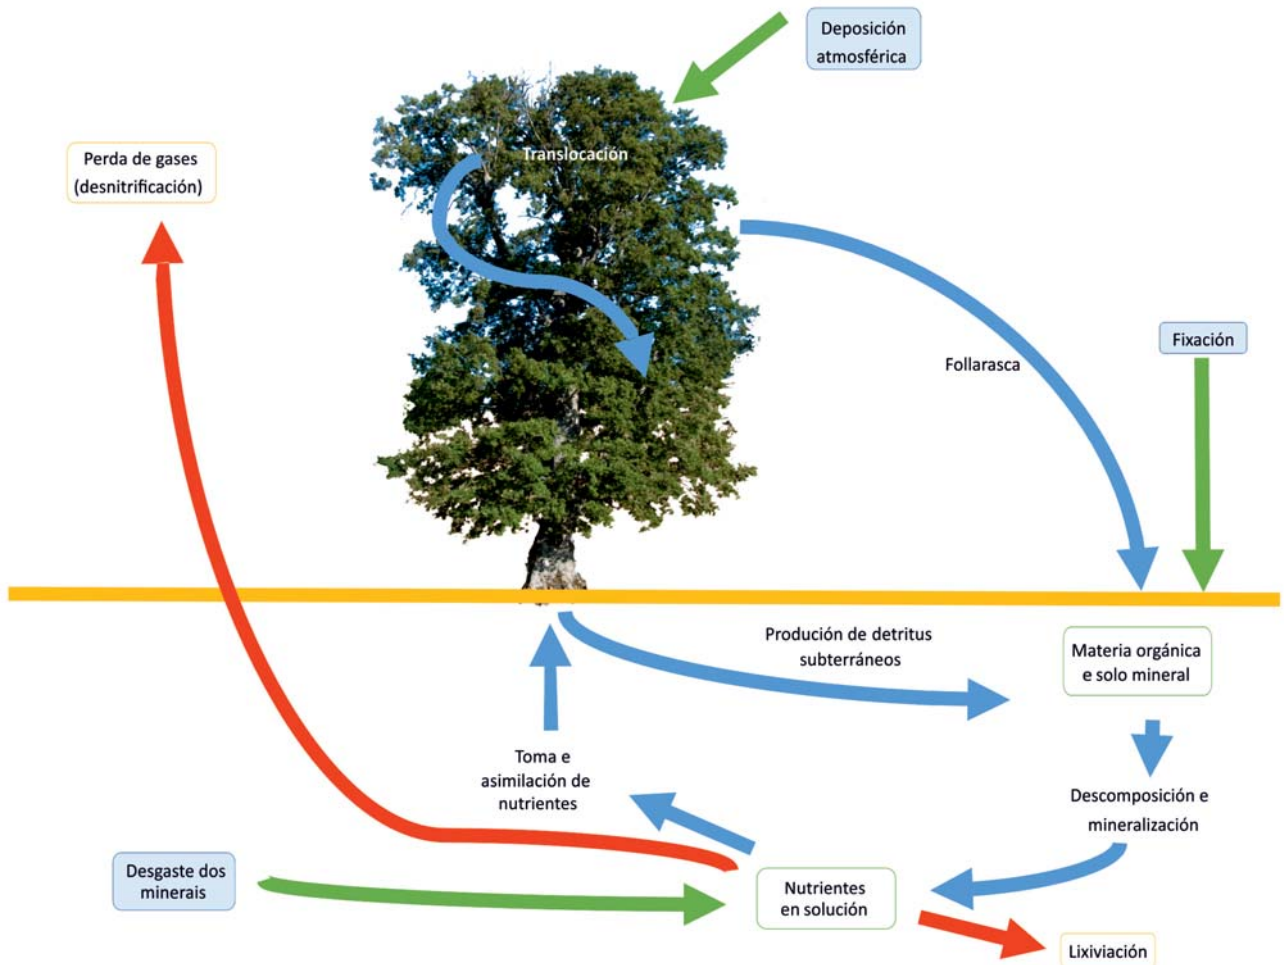 Deposición
atmosférica
Perda de gases
(desnitrificación)
Translocación
Fixación
Follarasca
Produción de detritus
subterráneos
Materia orgánica
e solo mineral
Toma e
asimilación de
nutrientes
Descomposición e
mineralización
Desgaste dos
minerais
Nutrientes
en solución
Lixiviación